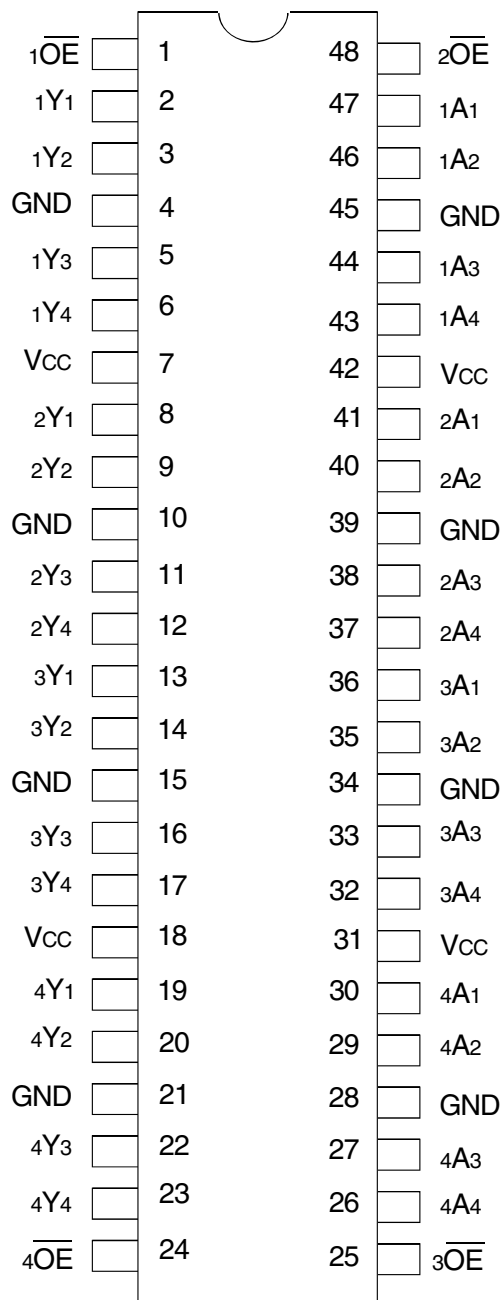 1OE 1 48 2OE
1Y1 2 47 1A1
1Y2 3 46 1A2
GND 4 45 GND
1Y3 5 44 1A3
1Y4 6 43 1A4
VCC 7 42 VCC
2Y1 8 41 2A1
2Y2 9 40 2A2
GND 10 39 GND
2Y3 11 38 2A3
2Y4 12 37 2A4
3Y1 13 36 3A1
3Y2 14 35 3A2
GND 15 34 GND
3Y3 16 33 3A3
3Y4 17 32 3A4
VCC 18 31 VCC
4Y1 19 30 4A1
4Y2 20 29 4A2
GND 21 28 GND
4Y3 22 27 4A3
4Y4 23 26 4A4
4OE 24 25 3OE